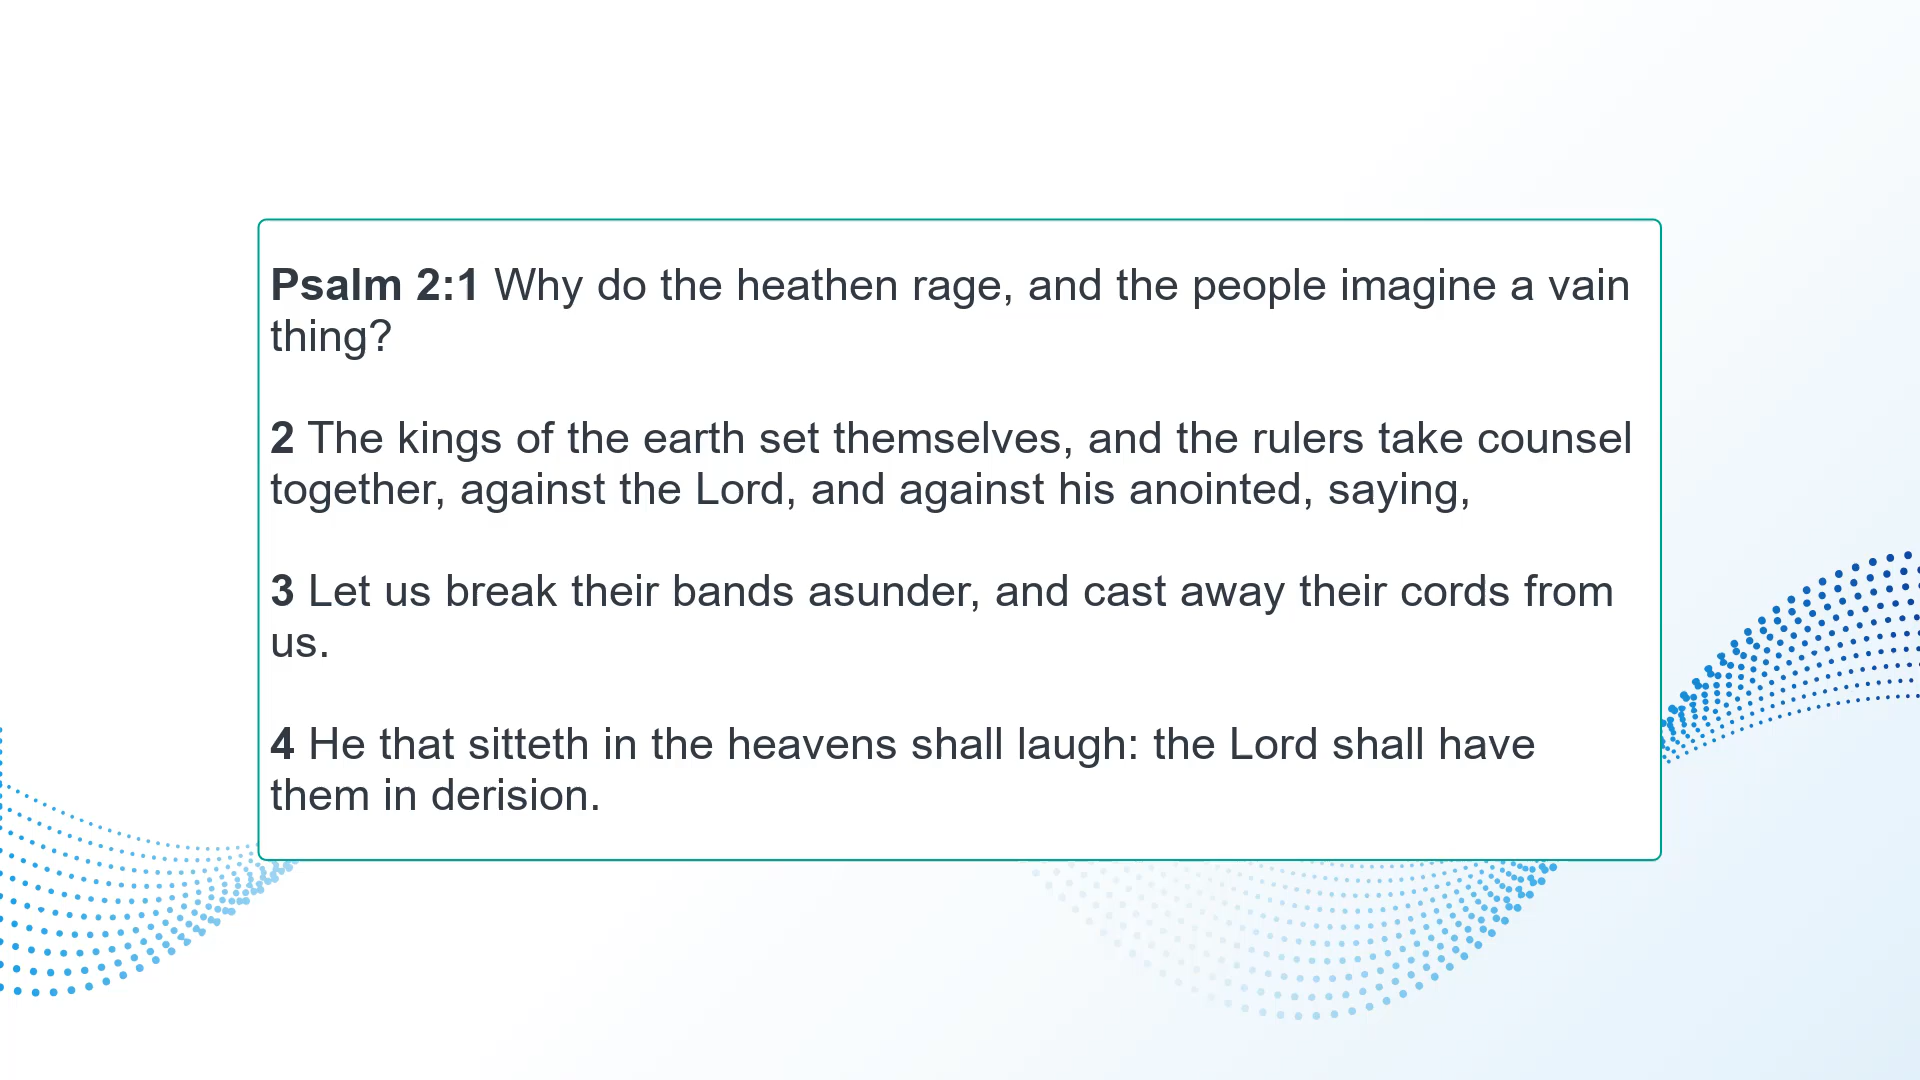 Psalm 2:1 Why do the heathen rage, and the people imagine a vain
thing?
2 The kings of the earth set themselves, and the rulers take counsel
together, against the Lord, and against his anointed, saying,
3 Let us break their bands asunder, and cast away their cords from
us.
4 He that sitteth in the heavens shall laugh: the Lord shall have
them in derision.